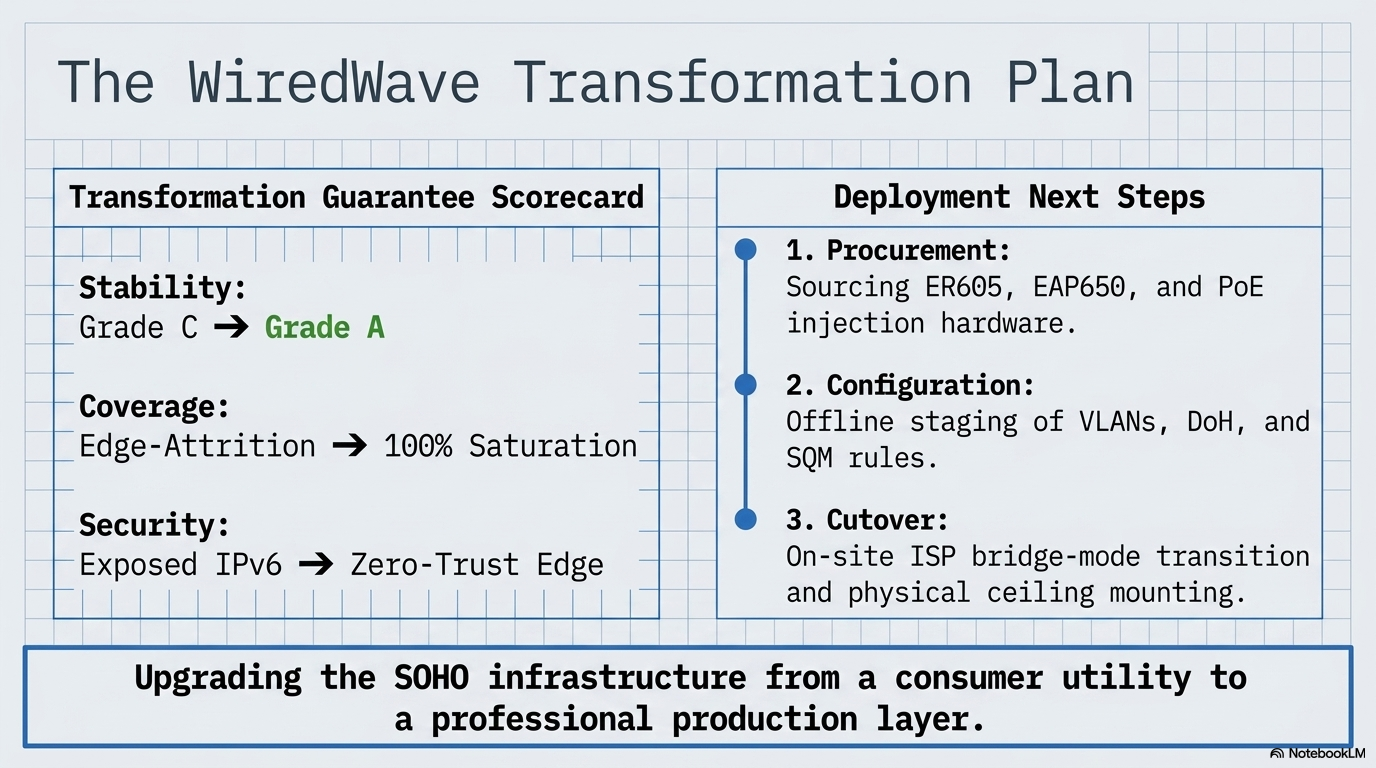 The WiredWave Transformation Plan
Transformation Guarantee Scorecard
Stability:
Grade C ➔ Grade A
Coverage:
Edge-Attrition ➔ 100% Saturation
Security:
Exposed IPv6 ➔ Zero-Trust Edge
Deployment Next Steps
1. Procurement:
Sourcing ER605, EAP650, and PoE
injection hardware.
2. Configuration:
Offline staging of VLANs, DoH, and
SQM rules.
3. Cutover:
On-site ISP bridge-mode transition
and physical ceiling mounting.
Upgrading the SOHO infrastructure from a consumer utility to
a professional production layer.
NotebookLM